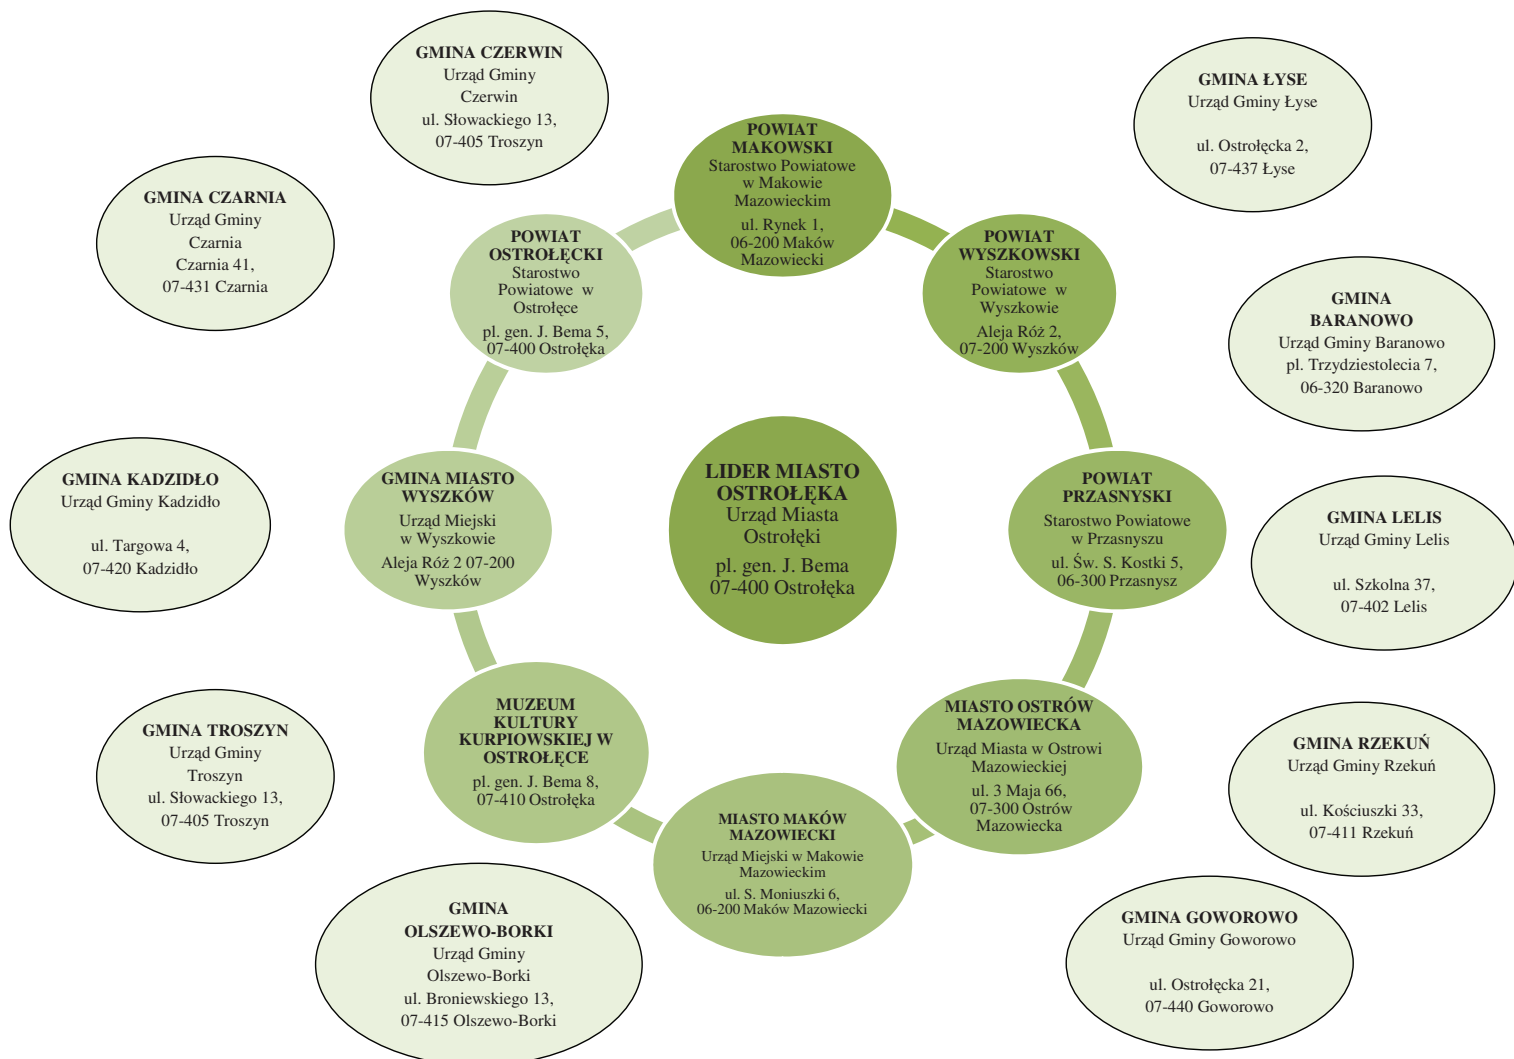 GMINA CZERWIN
Urząd Gminy
Czerwin
ul. Słowackiego 13,
07-405 Troszyn
GMINA ŁYSE
Urząd Gminy Łyse
ul. Ostrołęcka 2,
07-437 Łyse
POWIAT
MAKOWSKI
Starostwo Powiatowe
w Makowie
Mazowieckim
ul. Rynek 1,
06-200 Maków
Mazowiecki
GMINA CZARNIA
Urząd Gminy
Czarnia
Czarnia 41,
07-431 Czarnia
POWIAT
OSTROŁĘCKI
Starostwo
Powiatowe w
Ostrołęce
pl. gen. J. Bema 5,
07-400 Ostrołęka
POWIAT
WYSZKOWSKI
Starostwo
Powiatowe w
Wyszkowie
Aleja Róż 2,
07-200 Wyszków
GMINA
BARANOWO
Urząd Gminy Baranowo
pl. Trzydziestolecia 7,
06-320 Baranowo
GMINA KADZIDŁO
Urząd Gminy Kadzidło
ul. Targowa 4,
07-420 Kadzidło
GMINA MIASTO
WYSZKÓW
Urząd Miejski
w Wyszkowie
Aleja Róż 2 07-200
Wyszków
LIDER MIASTO
OSTROŁĘKA
Urząd Miasta
Ostrołęki
pl. gen. J. Bema
07-400 Ostrołęka
POWIAT
PRZASNYSKI
Starostwo Powiatowe
w Przasnyszu
ul. Św. S. Kostki 5,
06-300 Przasnysz
GMINA LELIS
Urząd Gminy Lelis
ul. Szkolna 37,
07-402 Lelis
GMINA TROSZYN
Urząd Gminy
Troszyn
ul. Słowackiego 13,
07-405 Troszyn
MUZEUM
KULTURY
KURPIOWSKIEJ W
OSTROŁĘCE
pl. gen. J. Bema 8,
07-410 Ostrołęka
MIASTO OSTRÓW
MAZOWIECKA
Urząd Miasta w Ostrowi
Mazowieckiej
ul. 3 Maja 66,
07-300 Ostrów
Mazowiecka
GMINA RZEKUŃ
Urząd Gminy Rzekuń
ul. Kościuszki 33,
07-411 Rzekuń
MIASTO MAKÓW
MAZOWIECKI
Urząd Miejski w Makowie
Mazowieckim
ul. S. Moniuszki 6,
06-200 Maków Mazowiecki
GMINA
OLSZEWO-BORKI
Urząd Gminy
Olszewo-Borki
ul. Broniewskiego 13,
07-415 Olszewo-Borki
GMINA GOWOROWO
Urząd Gminy Goworowo
ul. Ostrołęcka 21,
07-440 Goworowo